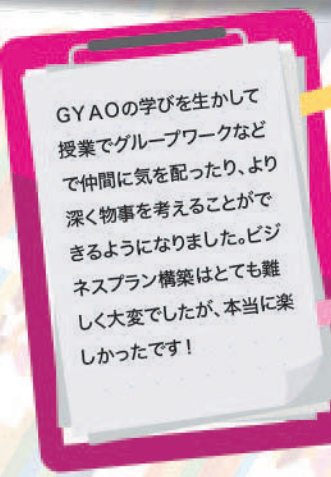 GYAOの学びを生かして
授業でグループワークなど
で仲間に気を配ったり、より
深く物事を考えることがで
きるようになりました。ビジ
ネスプラン構築はとても難
しく大変でしたが、本当に楽
しかったです!